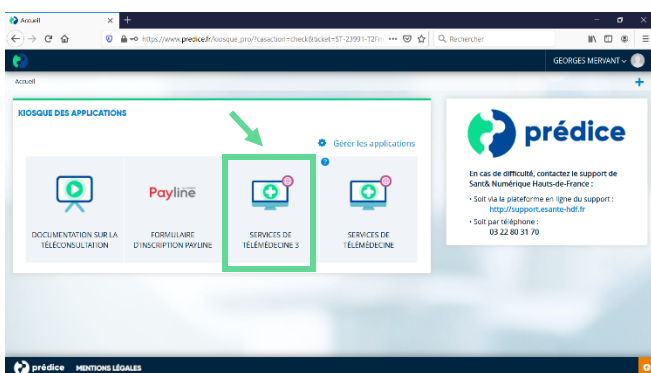 Accueil
https://www.predice.fr/kiosque_pro/?casaction=check&ticket=ST-23991-T2Fr
Rechercher
GEORGES MERVANT
Accueil
KIOSQUE DES APPLICATIONS
Gérer les applications
Payline
DOCUMENTATION SUR LA
TÉLÉCONSULTATION
FORMULAIRE
D'INSCRIPTION PAYLINE
SERVICES DE
TÉLÉMÉDECINE 3
SERVICES DE
TÉLÉMÉDECINE
prédice
En cas de difficulté, contactez le support de
Sant& Numérique Hauts-de-France :
• Soit via la plateforme en ligne du support :
http://support.esante-hdf.fr
• Soit par téléphone :
03 22 80 31 70
prédice MENTIONS LÉGALES